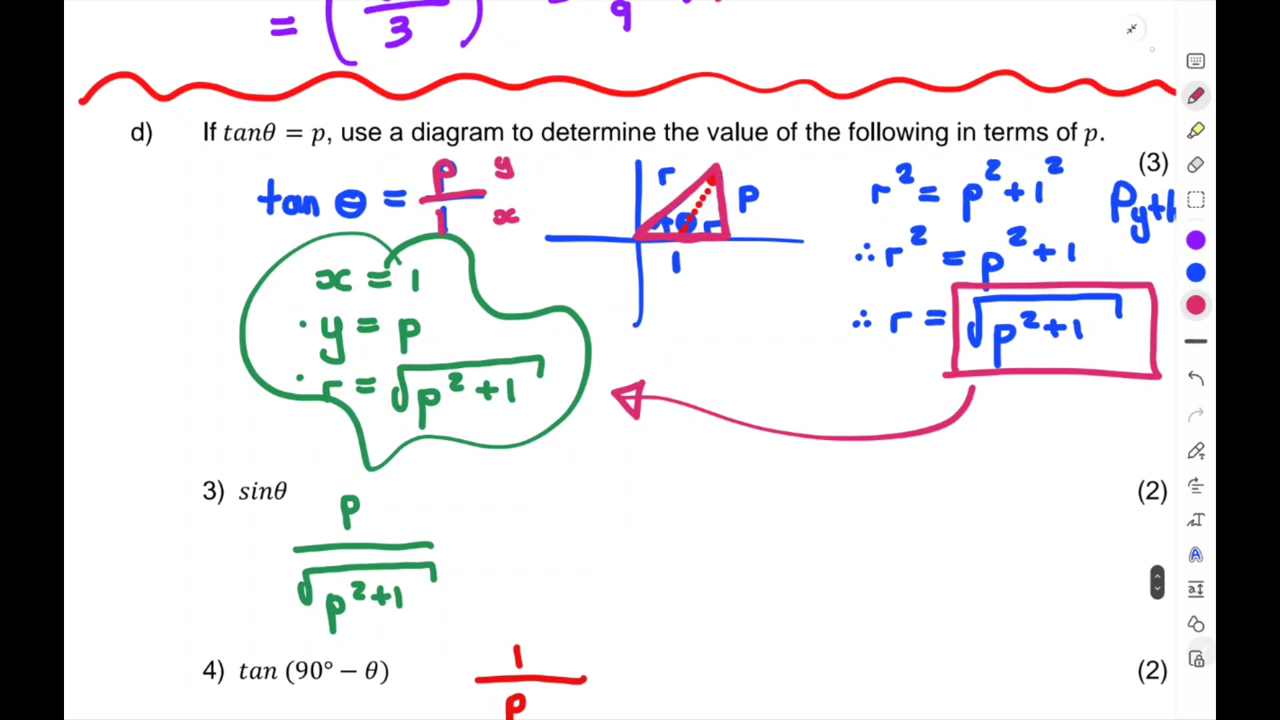 = ( 3 ) 9
d) If tanθ = p, use a diagram to determine the value of the following in terms of p.
(3)
tan θ = p/1 y x
r p θ 1
r² = p² + 1² Pyth
∴ r² = p² + 1
∴ r = √(p² + 1)
x = 1
y = p
r = √(p² + 1)
3) sinθ (2)
p/√(p² + 1)
4) tan (90° − θ) (2)
1/p